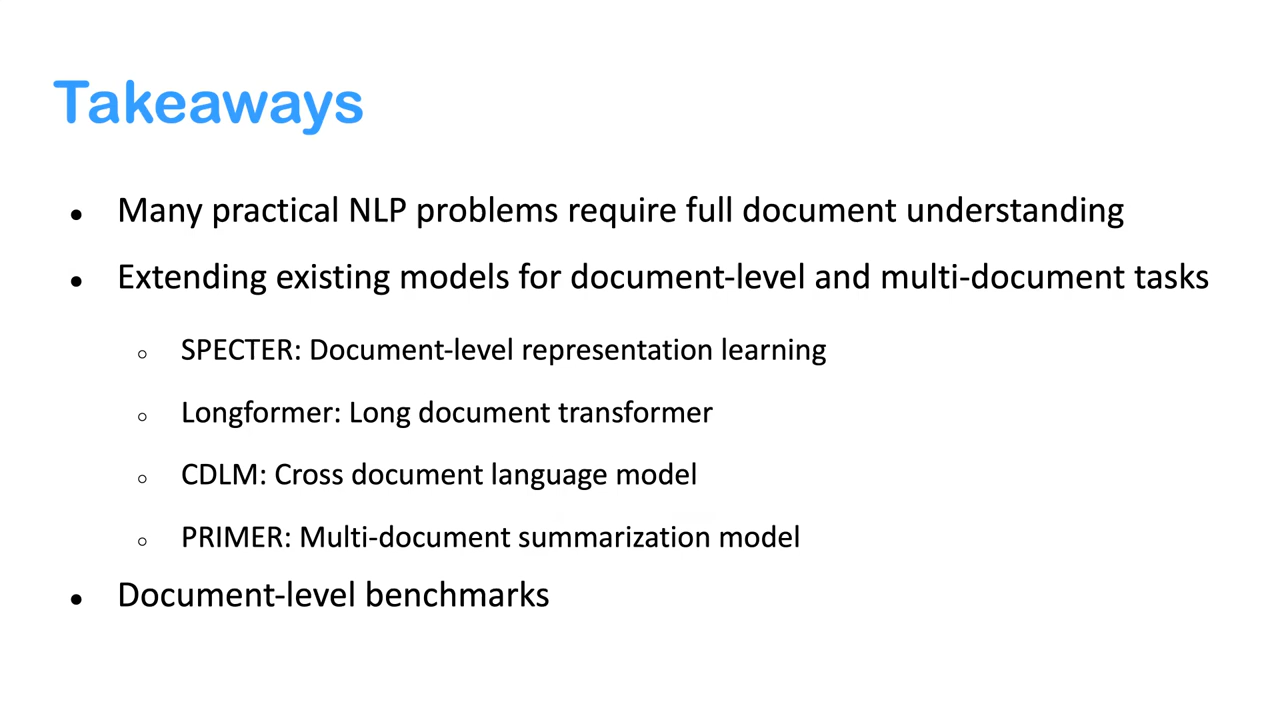 Takeaways
● Many practical NLP problems require full document understanding
● Extending existing models for document-level and multi-document tasks
○ SPECTER: Document-level representation learning
○ Longformer: Long document transformer
○ CDLM: Cross document language model
○ PRIMER: Multi-document summarization model
● Document-level benchmarks